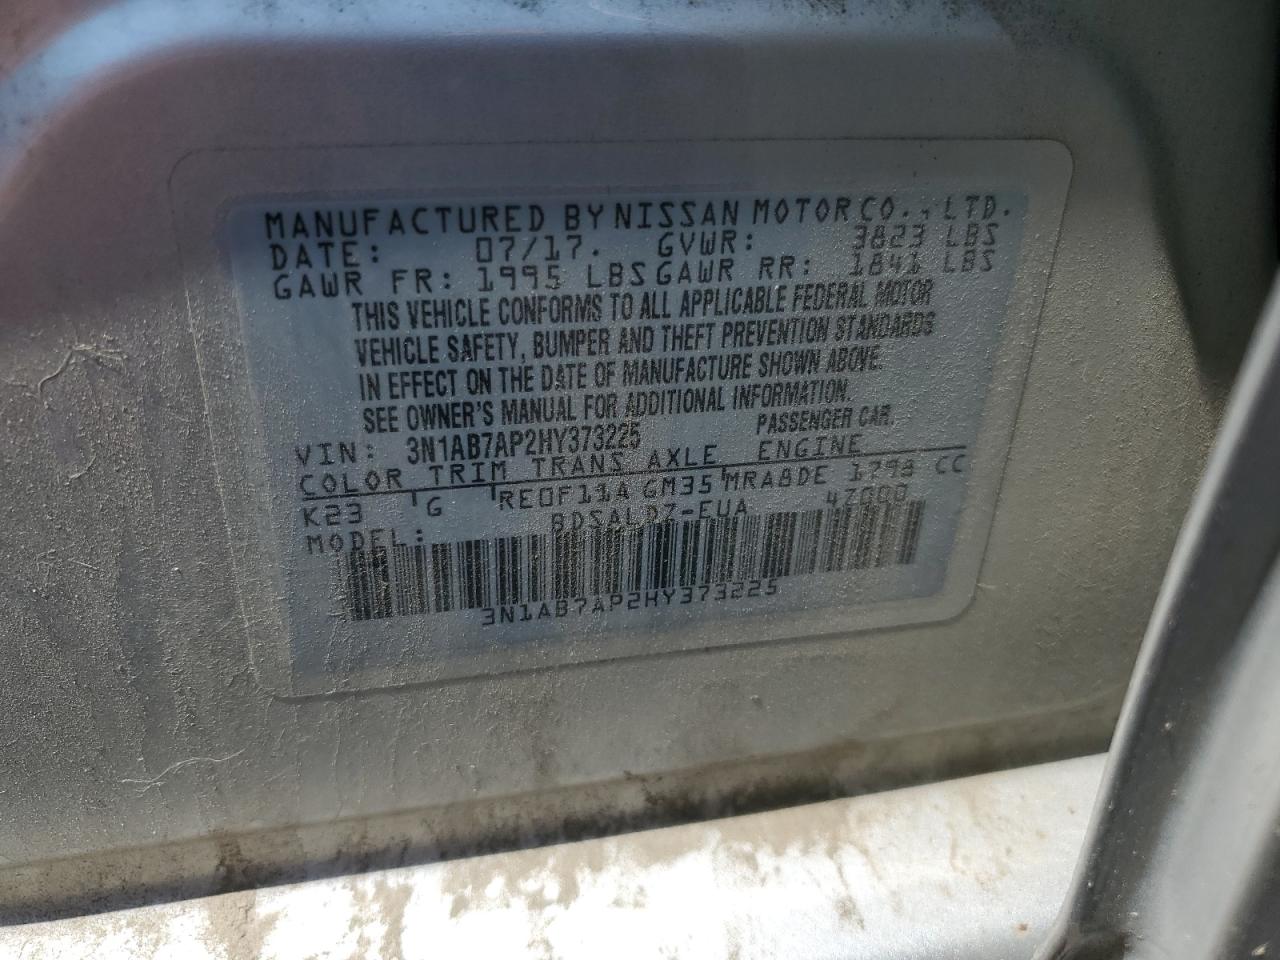 MANUFACTURED BY NISSAN MOTOR CO., LTD.
DATE: 07/17. GVWR: 3823 LBS
GAWR FR: 1995 LBS GAWR RR: 1841 LBS
THIS VEHICLE CONFORMS TO ALL APPLICABLE FEDERAL MOTOR
VEHICLE SAFETY, BUMPER AND THEFT PREVENTION STANDARDS
IN EFFECT ON THE DATE OF MANUFACTURE SHOWN ABOVE.
SEE OWNER'S MANUAL FOR ADDITIONAL INFORMATION.
VIN: 3N1AB7AP2HY373225 PASSENGER CAR.
COLOR TRIM TRANS AXLE ENGINE
K23 G RE0F11A GM35 MRA8DE 1798 CC
MODEL: BDSALDZ-EUA 42000
3N1AB7AP2HY373225